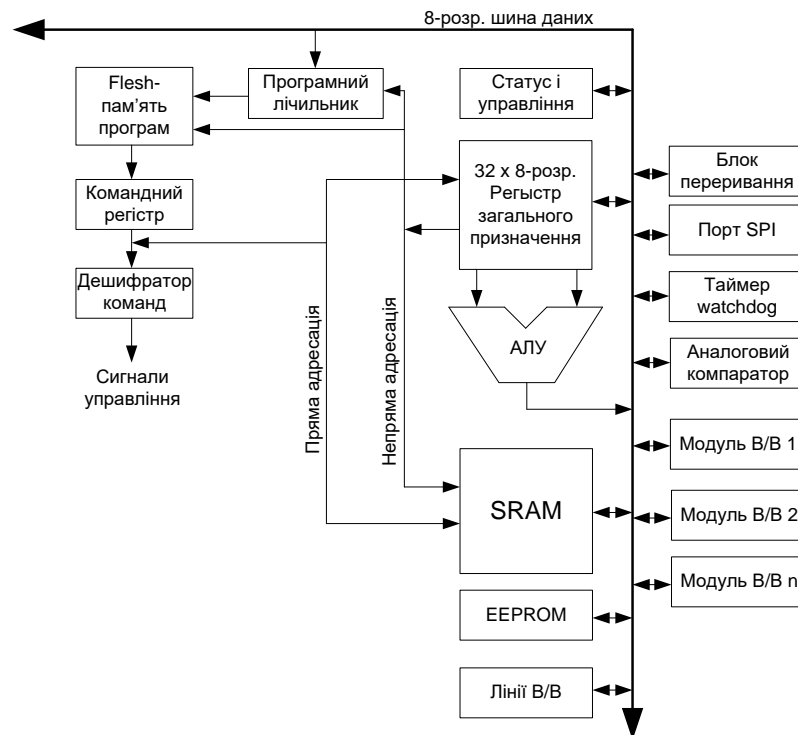 8-розр. шина даних
Flesh-
пам'ять
програм
Програмний
лічильник
Статус і
управління
32 x 8-розр.
Регыстр
загального
призначення
Блок
переривання
Командний
регістр
Порт SPI
Дешифратор
команд
Таймер
watchdog
АЛУ
Аналоговий
компаратор
Сигнали
управління
Пряма адресація
Непряма адресація
Модуль В/В 1
SRAM
Модуль В/В 2
Модуль В/В n
EEPROM
Лінії В/В